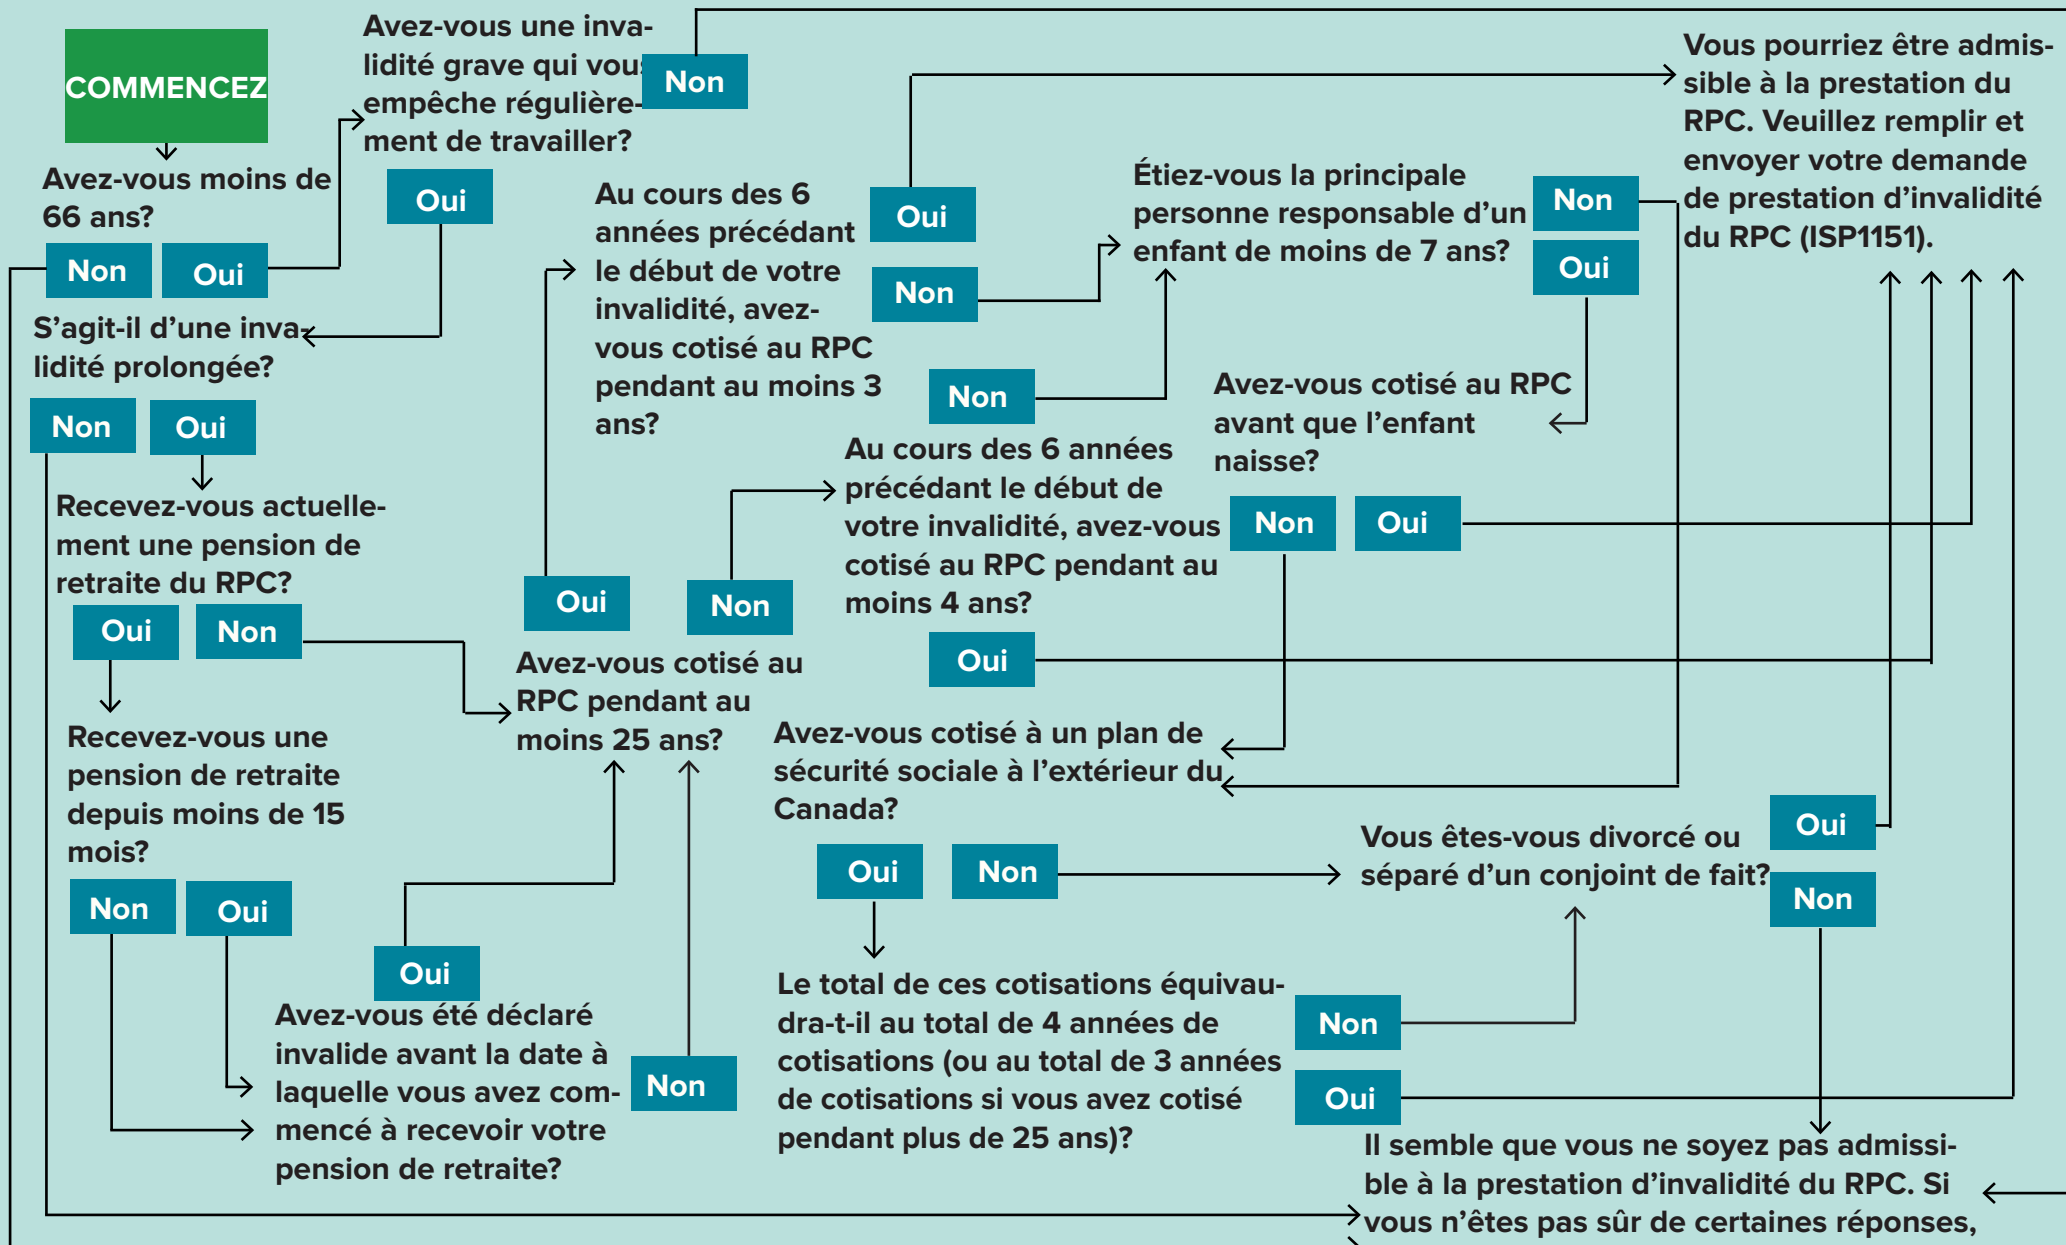 COMMENCEZ
Avez-vous moins de
66 ans?
Non
Oui
Avez-vous une inva-
lidité grave qui vous
empêche régulière-
ment de travailler?
Non
Oui
S'agit-il d'une inva-
lidité prolongée?
Non
Oui
Recevez-vous actuelle-
ment une pension de
retraite du RPC?
Oui
Non
Recevez-vous une
pension de retraite
depuis moins de 15
mois?
Non
Oui
Avez-vous été déclaré
invalide avant la date à
laquelle vous avez com-
mencé à recevoir votre
pension de retraite?
Oui
Non
Avez-vous cotisé au
RPC pendant au
moins 25 ans?
Oui
Non
Au cours des 6
années précédant
le début de votre
invalidité, avez-
vous cotisé au RPC
pendant au moins 3
ans?
Oui
Non
Au cours des 6 années
précédant le début de
votre invalidité, avez-vous
cotisé au RPC pendant au
moins 4 ans?
Non
Oui
Étiez-vous la principale
personne responsable d'un
enfant de moins de 7 ans?
Non
Oui
Avez-vous cotisé au RPC
avant que l'enfant
naisse?
Non
Oui
Avez-vous cotisé à un plan de
sécurité sociale à l'extérieur du
Canada?
Oui
Non
Le total de ces cotisations équivau-
dra-t-il au total de 4 années de
cotisations (ou au total de 3 années
de cotisations si vous avez cotisé
pendant plus de 25 ans)?
Non
Oui
Vous êtes-vous divorcé ou
séparé d'un conjoint de fait?
Oui
Non
Vous pourriez être admis-
sible à la prestation du
RPC. Veuillez remplir et
envoyer votre demande
de prestation d'invalidité
du RPC (ISP1151).
Il semble que vous ne soyez pas admissi-
ble à la prestation d'invalidité du RPC. Si
vous n'êtes pas sûr de certaines réponses,